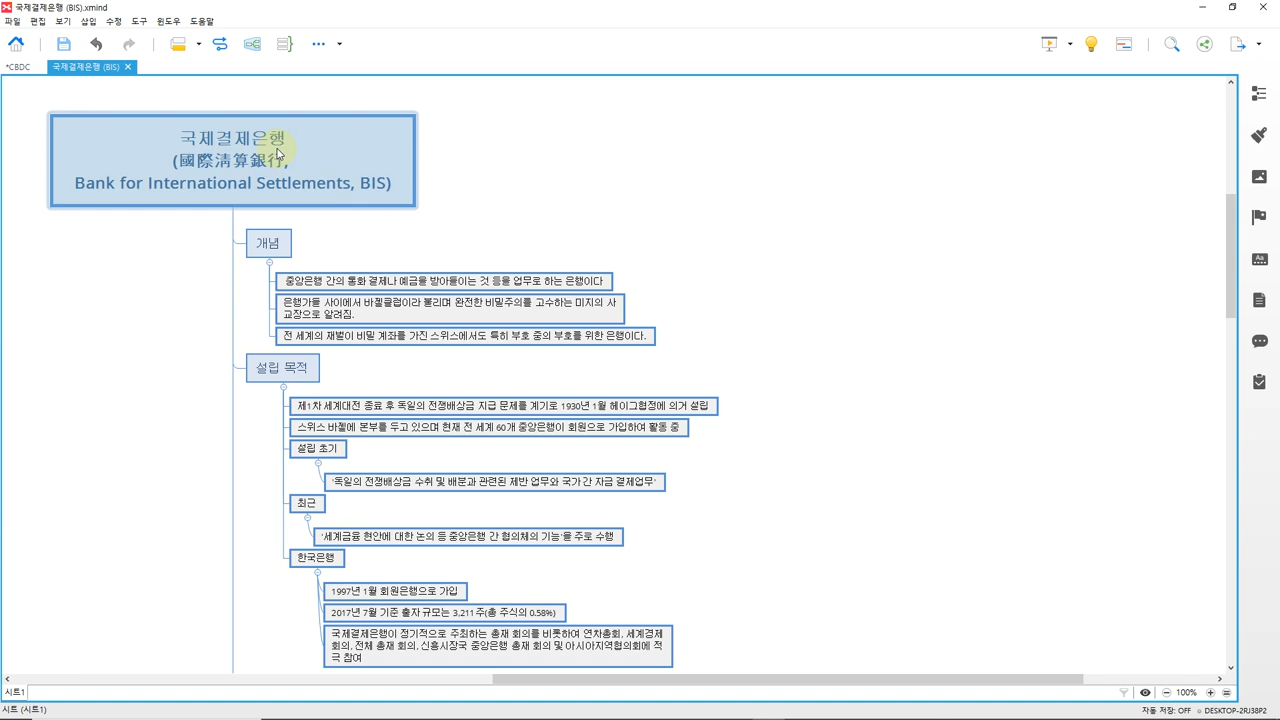 국제결제은행 (BIS).xmind
파일 편집 보기 삽입 수정 도구 윈도우 도움말
*CBDC 국제결제은행 (BIS)
국제결제은행
(國際淸算銀行,
Bank for International Settlements, BIS)
개념
중앙은행 간의 통화 결제나 예금을 받아들이는 것 등을 업무로 하는 은행이다
은행가들 사이에서 바젤클럽이라 불리며 완전한 비밀주의를 고수하는 미지의 사
교장으로 알려짐.
전 세계의 재벌이 비밀 계좌를 가진 스위스에서도 특히 부호 중의 부호를 위한 은행이다.
설립 목적
제1차 세계대전 종료 후 독일의 전쟁배상금 지급 문제를 계기로 1930년 1월 헤이그협정에 의거 설립
스위스 바젤에 본부를 두고 있으며 현재 전 세계 60개 중앙은행이 회원으로 가입하여 활동 중
설립 초기
'독일의 전쟁배상금 수취 및 배분과 관련된 제반 업무와 국가간 자금 결제업무'
최근
'세계금융 현안에 대한 논의 등 중앙은행 간 협의체의 기능'을 주로 수행
한국은행
1997년 1월 회원은행으로 가입
2017년 7월 기준 출자 규모는 3,211주(총 주식의 0.58%)
국제결제은행이 정기적으로 주최하는 총재 회의를 비롯하여 연차총회, 세계경제
회의, 전체 총재 회의, 신흥시장국 중앙은행 총재 회의 및 아시아지역협의회에 적
극 참여
시트1
100%
시트 (시트1)
자동 저장: OFF DESKTOP-2RJ38P2